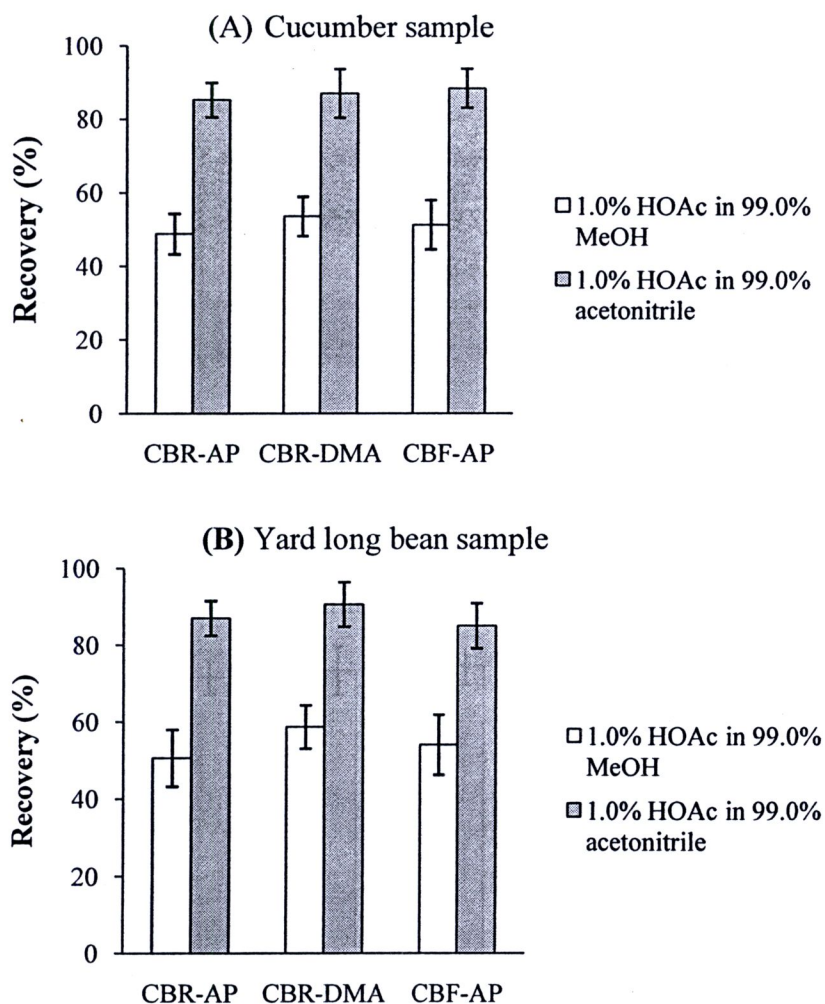 (A) Cucumber sample
100
80
60
40
20
0
Recovery (%)
CBR-AP CBR-DMA CBF-AP
1.0% HOAc in 99.0%
MeOH
1.0% HOAc in 99.0%
acetonitrile
(B) Yard long bean sample
100
80
60
40
20
0
Recovery (%)
CBR-AP CBR-DMA CBF-AP
1.0% HOAc in 99.0%
MeOH
1.0% HOAc in 99.0%
acetonitrile